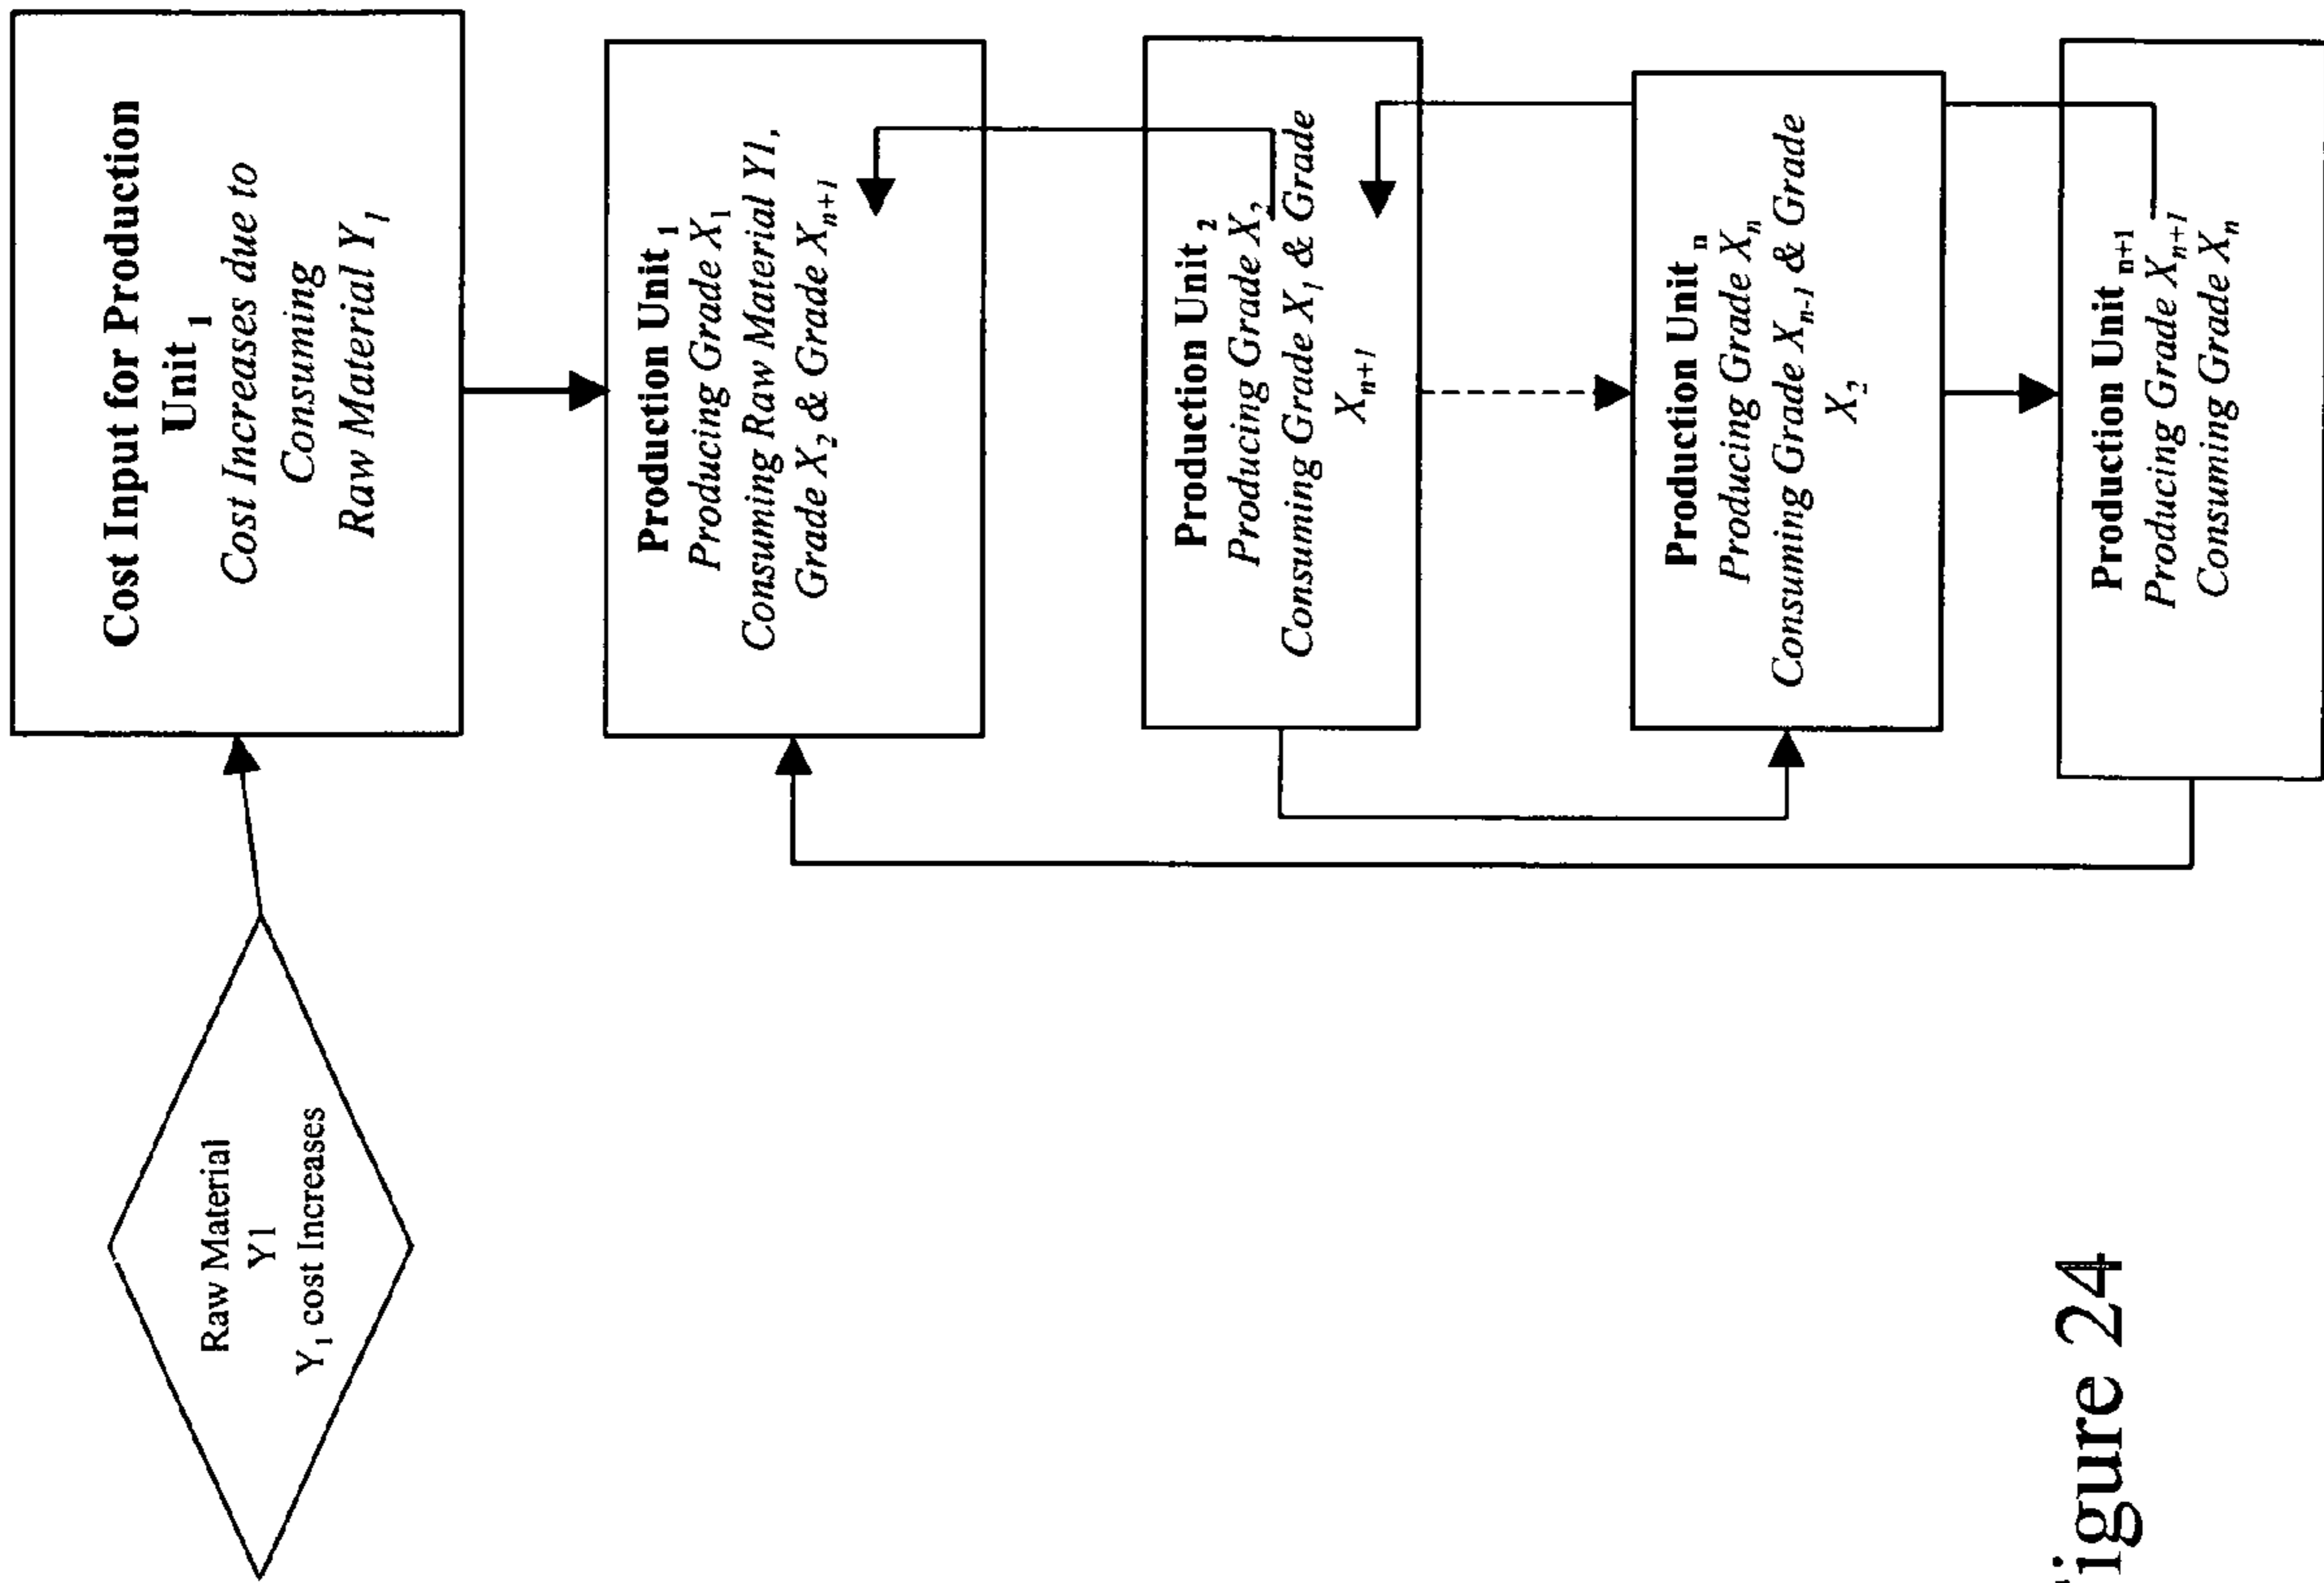 Raw Material
Y1
Y₁ cost Increases
Cost Input for Production
Unit ₁
Cost Increases due to
Consuming
Raw Material Y₁
Production Unit ₁
Producing Grade X₁
Consuming Raw Material Y1,
Grade X₂ & Grade Xₙ₊₁
Production Unit ₂
Producing Grade X₂
Consuming Grade X₁ & Grade
Xₙ₊₁
Production Unit ₙ
Producing Grade Xₙ
Consuming Grade Xₙ₋₁ & Grade
X₂
Production Unit ₙ₊₁
Producing Grade Xₙ₊₁
Consuming Grade Xₙ
igure 24